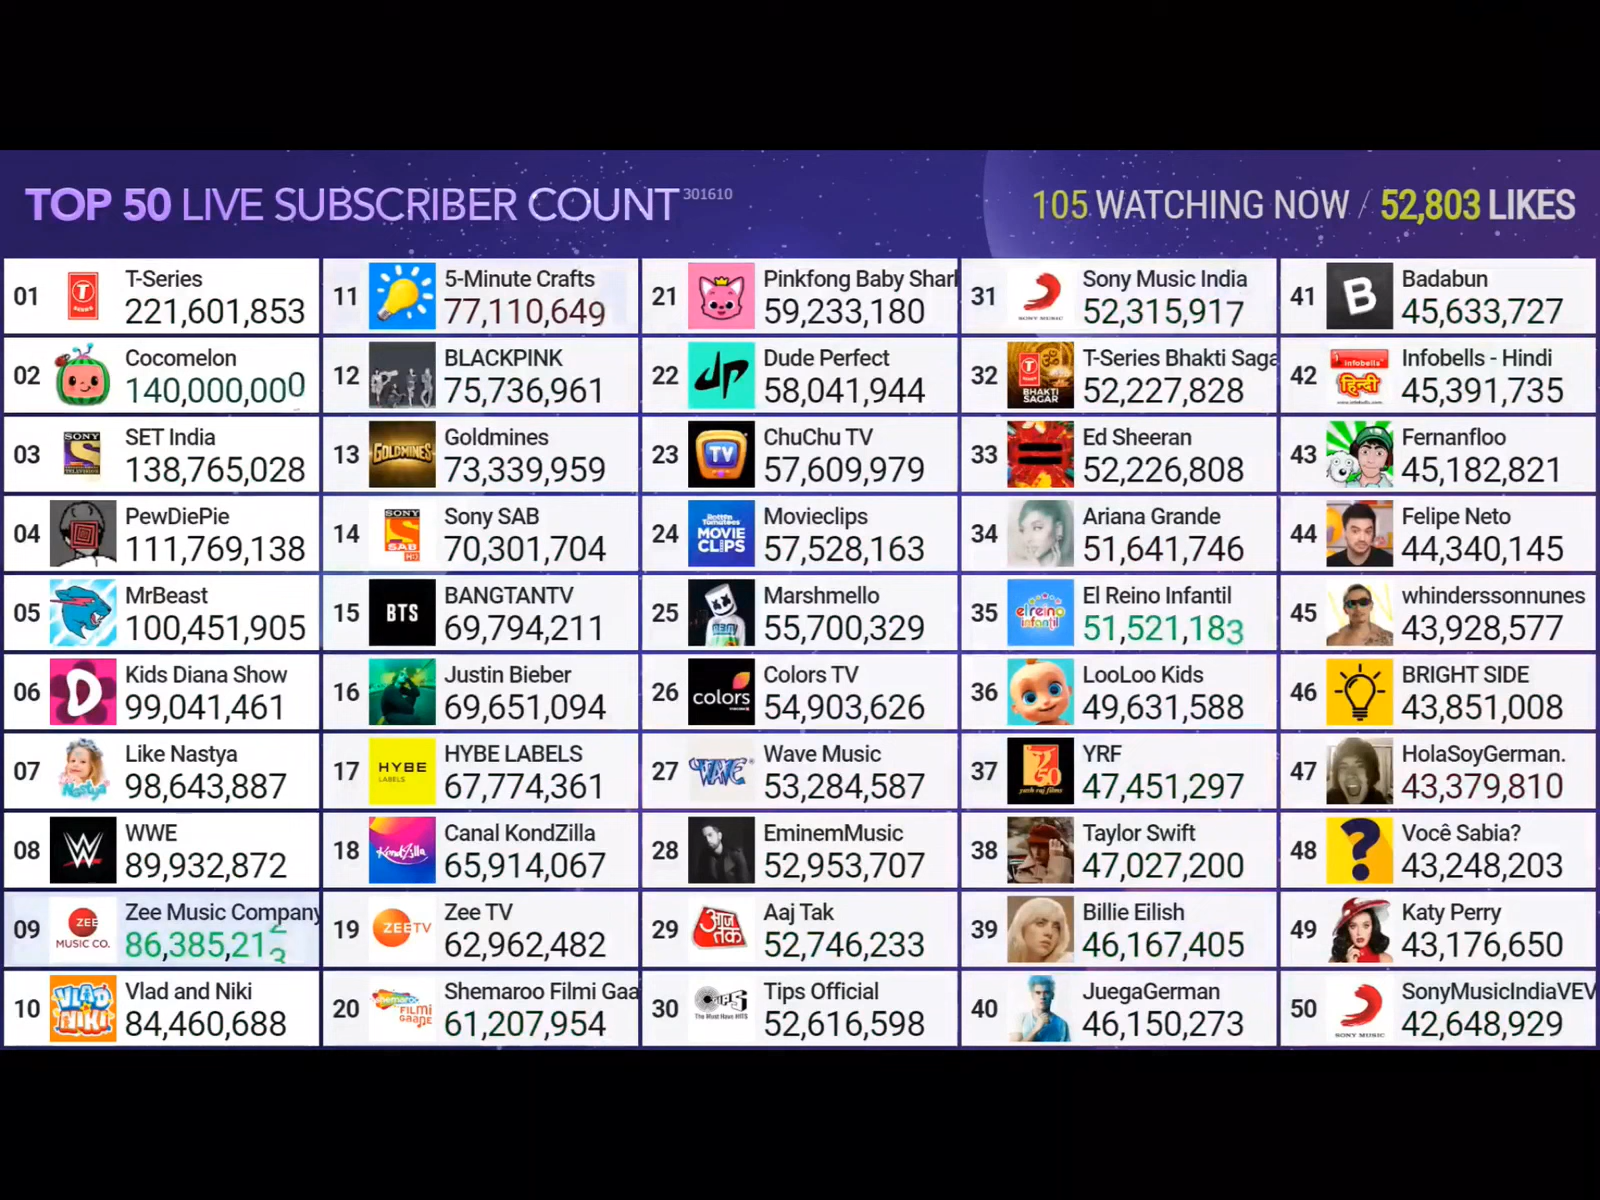 TOP 50 LIVE SUBSCRIBER COUNT 301610
105 WATCHING NOW / 52,803 LIKES
01 T-Series
221,601,853
02 Cocomelon
140,000,000
03 SET India
138,765,028
04 PewDiePie
111,769,138
05 MrBeast
100,451,905
06 Kids Diana Show
99,041,461
07 Like Nastya
98,643,887
08 WWE
89,932,872
09 Zee Music Company
86,385,213
10 Vlad and Niki
84,460,688
11 5-Minute Crafts
77,110,649
12 BLACKPINK
75,736,961
13 Goldmines
73,339,959
14 Sony SAB
70,301,704
15 BANGTANTV
69,794,211
16 Justin Bieber
69,651,094
17 HYBE LABELS
67,774,361
18 Canal KondZilla
65,914,067
19 Zee TV
62,962,482
20 Shemaroo Filmi Gaa
61,207,954
21 Pinkfong Baby Shark
59,233,180
22 Dude Perfect
58,041,944
23 ChuChu TV
57,609,979
24 Movieclips
57,528,163
25 Marshmello
55,700,329
26 Colors TV
54,903,626
27 Wave Music
53,284,587
28 EminemMusic
52,953,707
29 Aaj Tak
52,746,233
30 Tips Official
52,616,598
31 Sony Music India
52,315,917
32 T-Series Bhakti Saga
52,227,828
33 Ed Sheeran
52,226,808
34 Ariana Grande
51,641,746
35 El Reino Infantil
51,521,183
36 LooLoo Kids
49,631,588
37 YRF
47,451,297
38 Taylor Swift
47,027,200
39 Billie Eilish
46,167,405
40 JuegaGerman
46,150,273
41 Badabun
45,633,727
42 Infobells - Hindi
45,391,735
43 Fernanfloo
45,182,821
44 Felipe Neto
44,340,145
45 whinderssonnunes
43,928,577
46 BRIGHT SIDE
43,851,008
47 HolaSoyGerman.
43,379,810
48 Você Sabia?
43,248,203
49 Katy Perry
43,176,650
50 SonyMusicIndiaVEV
42,648,929